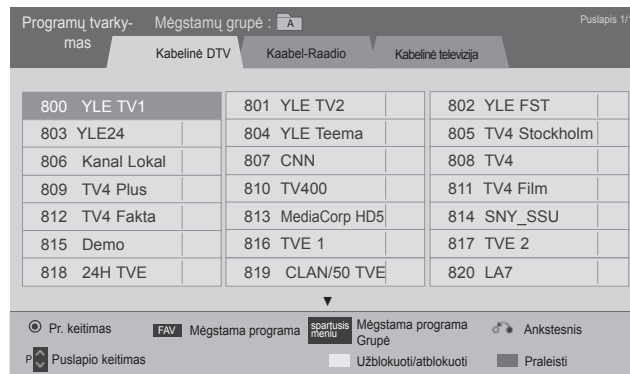 Programų tvarky-
mas
Mėgstamų grupė : A
Puslapis 1/1
Kabelinė DTV
Kaabel-Raadio
Kabelinė televizija
800 YLE TV1
801 YLE TV2
802 YLE FST
803 YLE24
804 YLE Teema
805 TV4 Stockholm
806 Kanal Lokal
807 CNN
808 TV4
809 TV4 Plus
810 TV400
811 TV4 Film
812 TV4 Fakta
813 MediaCorp HD5
814 SNY_SSU
815 Demo
816 TVE 1
817 TVE 2
818 24H TVE
819 CLAN/50 TVE
820 LA7
Pr. keitimas
FAV Mėgstama programa
spartusis
meniu
Mėgstama programa
Grupė
Ankstesnis
P Puslapio keitimas
Užblokuoti/atblokuoti
Praleisti